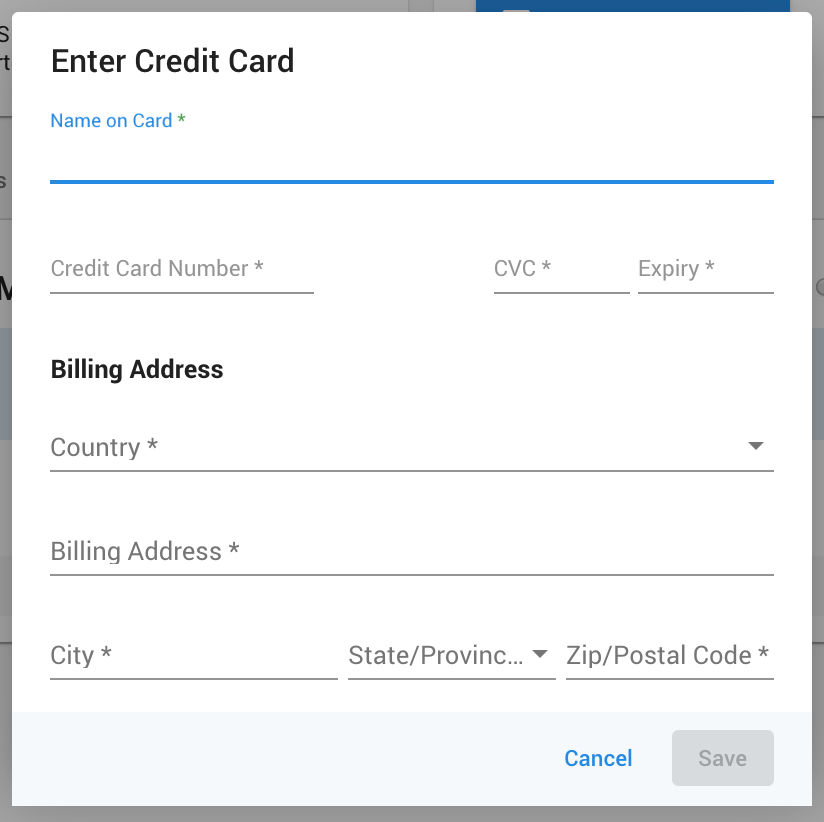 Enter Credit Card
Name on Card *
Credit Card Number * CVC * Expiry *
Billing Address
Country *
Billing Address *
City * State/Provinc... Zip/Postal Code *
Cancel Save